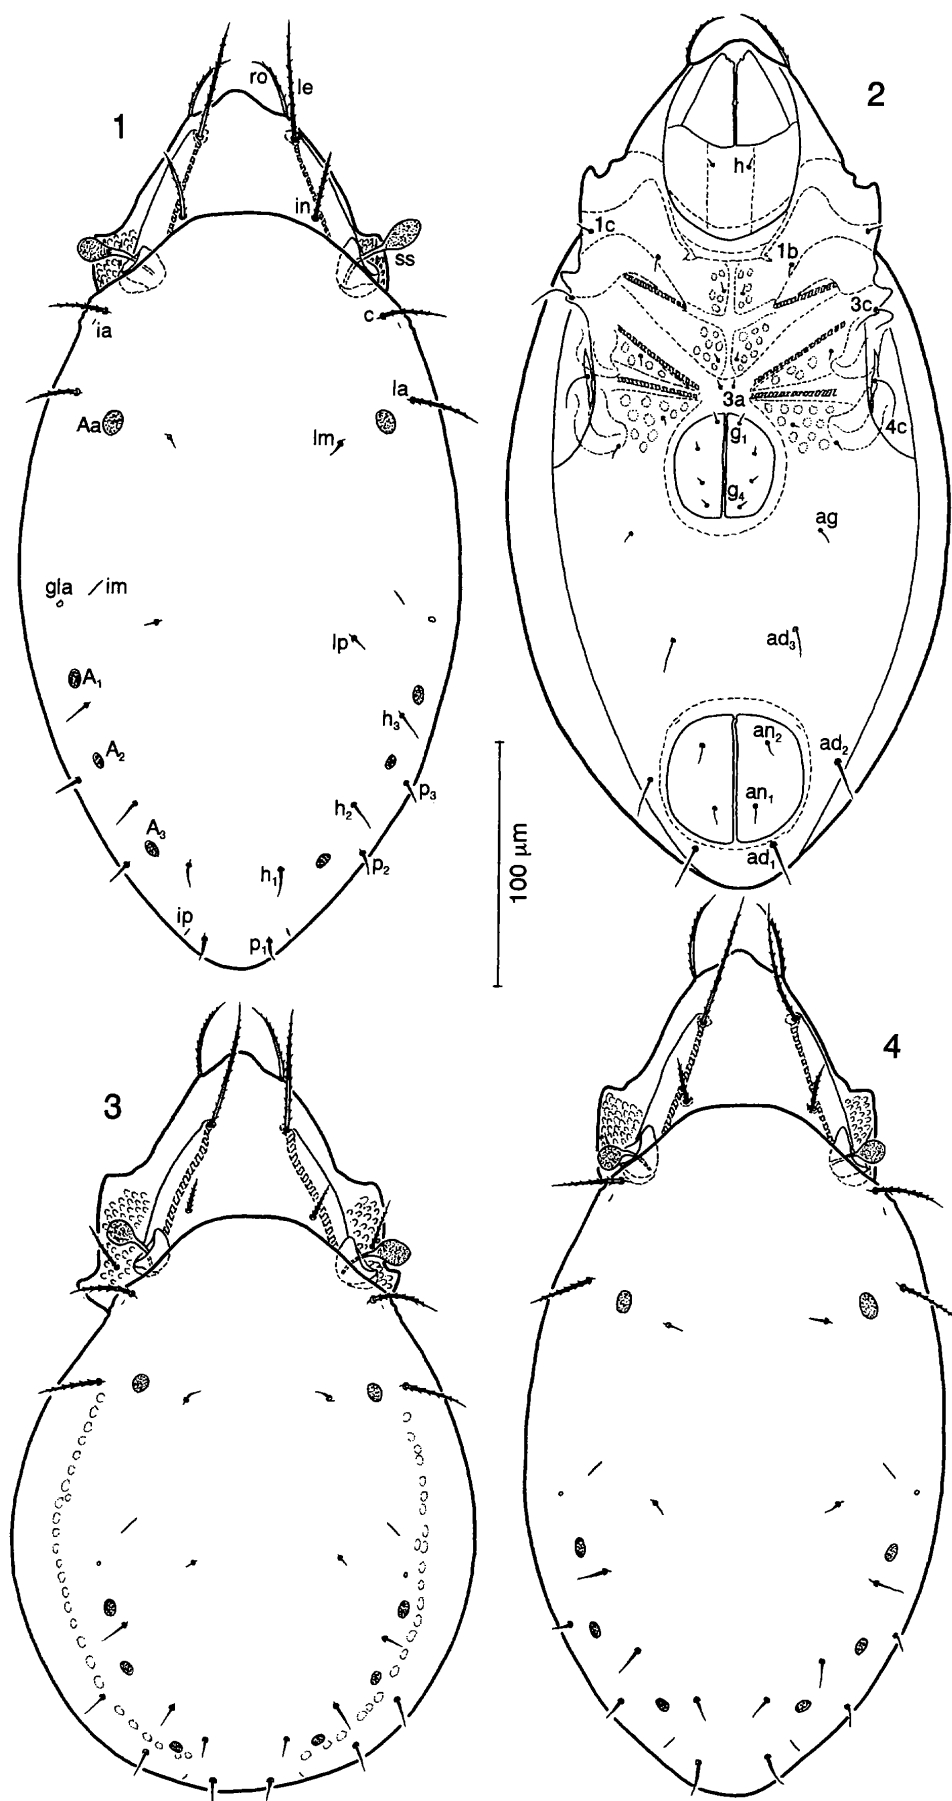 1
ro
le
in
ss
ia
c
la
Aa
lm
gla
im
lp
A₁
h₃
A₂
p₃
h₂
A₃
p₂
h₁
ip
p₁
2
h
1c
1b
3c
3a
4c
g₁
g₄
ag
ad₃
an₂
ad₂
an₁
ad₁
100 µm
3
4